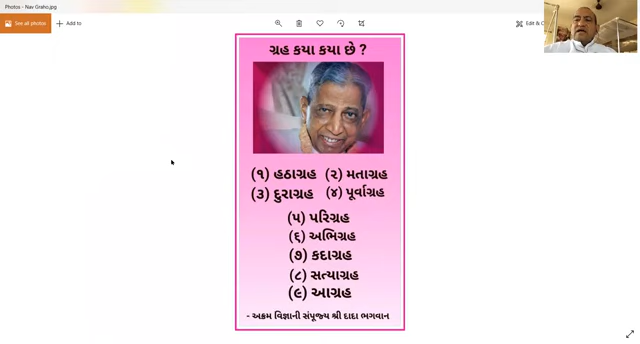 Photos - Nav Graho.jpg
See all photos + Add to
Edit & C
ગ્રહ કયા કયા છે ?
(૧) હઠાગ્રહ (૨) મતાગ્રહ
(૩) દુરાગ્રહ (૪) પૂર્વાગ્રહ
(૫) પરિગ્રહ
(૬) અભિગ્રહ
(૭) કદાગ્રહ
(૮) સત્યાગ્રહ
(૯) આગ્રહ
- અક્રમ વિજ્ઞાની સંપૂજ્ય શ્રી દાદા ભગવાન